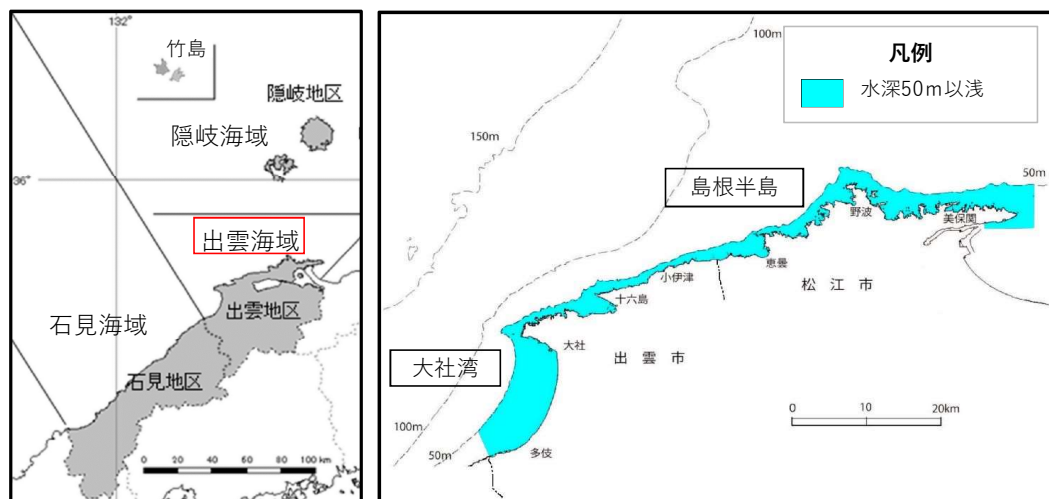 132°
竹島
隠岐地区
隠岐海域
36°
出雲海域
出雲地区
石見海域
石見地区
0 20 40 60 80 100 km
100m
凡例
水深50m以浅
150m
島根半島
50m
野波
美保関
恵曇
小伊津
松江市
十六島
大社
出雲市
大社湾
0 10 20km
100m
50m
多伎